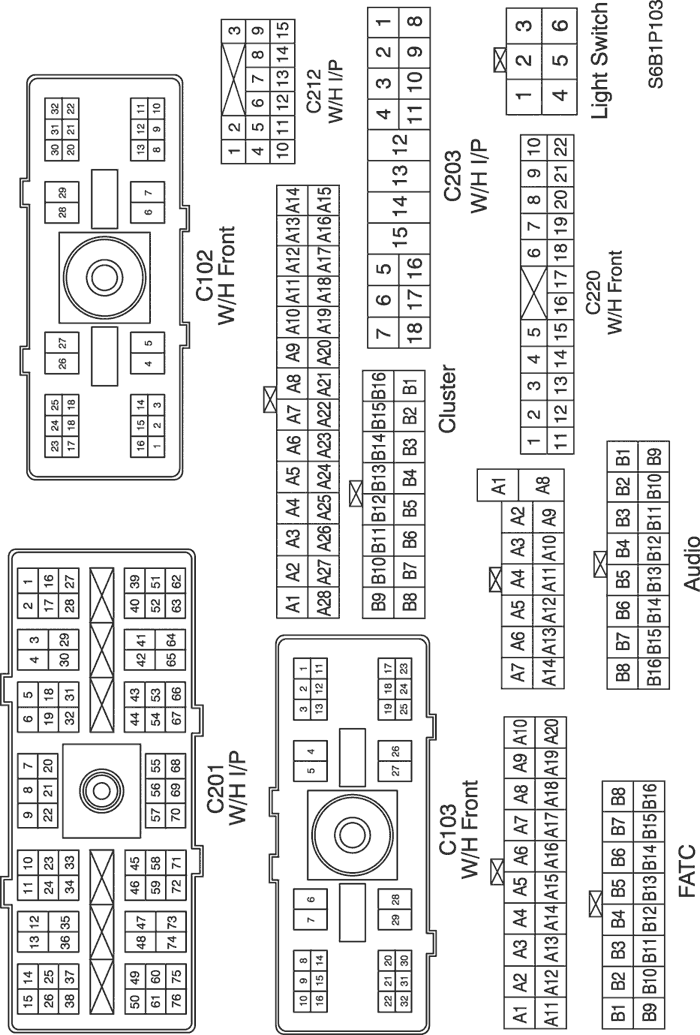 15 14 13 12 11 10 9 8 7 6 5 4 3 2 1
26 25 24 23 22 21 20 19 18 17 16
38 37 36 35 34 33 32 31 30 29 28 27
50 49 48 47 46 45 44 43 42 41 40 39
61 60 59 58 57 56 55 54 53 52 51
76 75 74 73 72 71 70 69 68 67 66 65 64 63 62
C201
W/H I/P
23 24 25 26 27 28 29 30 31 32
17 18 18 20 21 22
16 15 14 4 5 6 7 13 12 11
1 2 3 8 9 10
C102
W/H Front
10 9 8 7 6 5 4 3 2 1
16 15 14 13 12 11
22 21 20 29 28 27 26 19 18 17
32 31 30 25 24 23
C103
W/H Front
A1 A2 A3 A4 A5 A6 A7 A8 A9 A10 A11 A12 A13 A14
A28 A27 A26 A25 A24 A23 A22 A21 A20 A19 A18 A17 A16 A15
B9 B10 B11 B12 B13 B14 B15 B16
B8 B7 B6 B5 B4 B3 B2 B1
Cluster
1 2 3
4 5 6 7 8 9
10 11 12 13 14 15
C212
W/H I/P
7 6 5 15 14 13 12 4 3 2 1
18 17 16 11 10 9 8
C203
W/H I/P
A1 A2 A3 A4 A5 A6 A7 A8 A9 A10
A11 A12 A13 A14 A15 A16 A17 A18 A19 A20
B1 B2 B3 B4 B5 B6 B7 B8
B9 B10 B11 B12 B13 B14 B15 B16
FATC
A7 A6 A5 A4 A3 A2 A1
A14 A13 A12 A11 A10 A9 A8
B8 B7 B6 B5 B4 B3 B2 B1
B16 B15 B14 B13 B12 B11 B10 B9
Audio
1 2 3 4 5 6 7 8 9 10
11 12 13 14 15 16 17 18 19 20 21 22
C220
W/H Front
1 2 3
4 5 6
Light Switch
S6B1P103